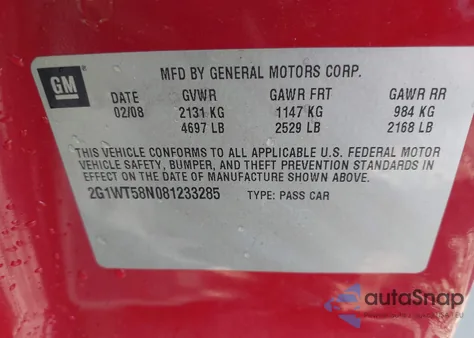 GM
MFD BY GENERAL MOTORS CORP.
DATE GVWR GAWR FRT GAWR RR
02/08 2131 KG 1147 KG 984 KG
4697 LB 2529 LB 2168 LB
THIS VEHICLE CONFORMS TO ALL APPLICABLE U.S. FEDERAL MOTOR
VEHICLE SAFETY, BUMPER, AND THEFT PREVENTION STANDARDS IN
EFFECT ON THE DATE OF MANUFACTURE SHOWN ABOVE.
2G1WT58N081233285 TYPE: PASS CAR
autoSnap